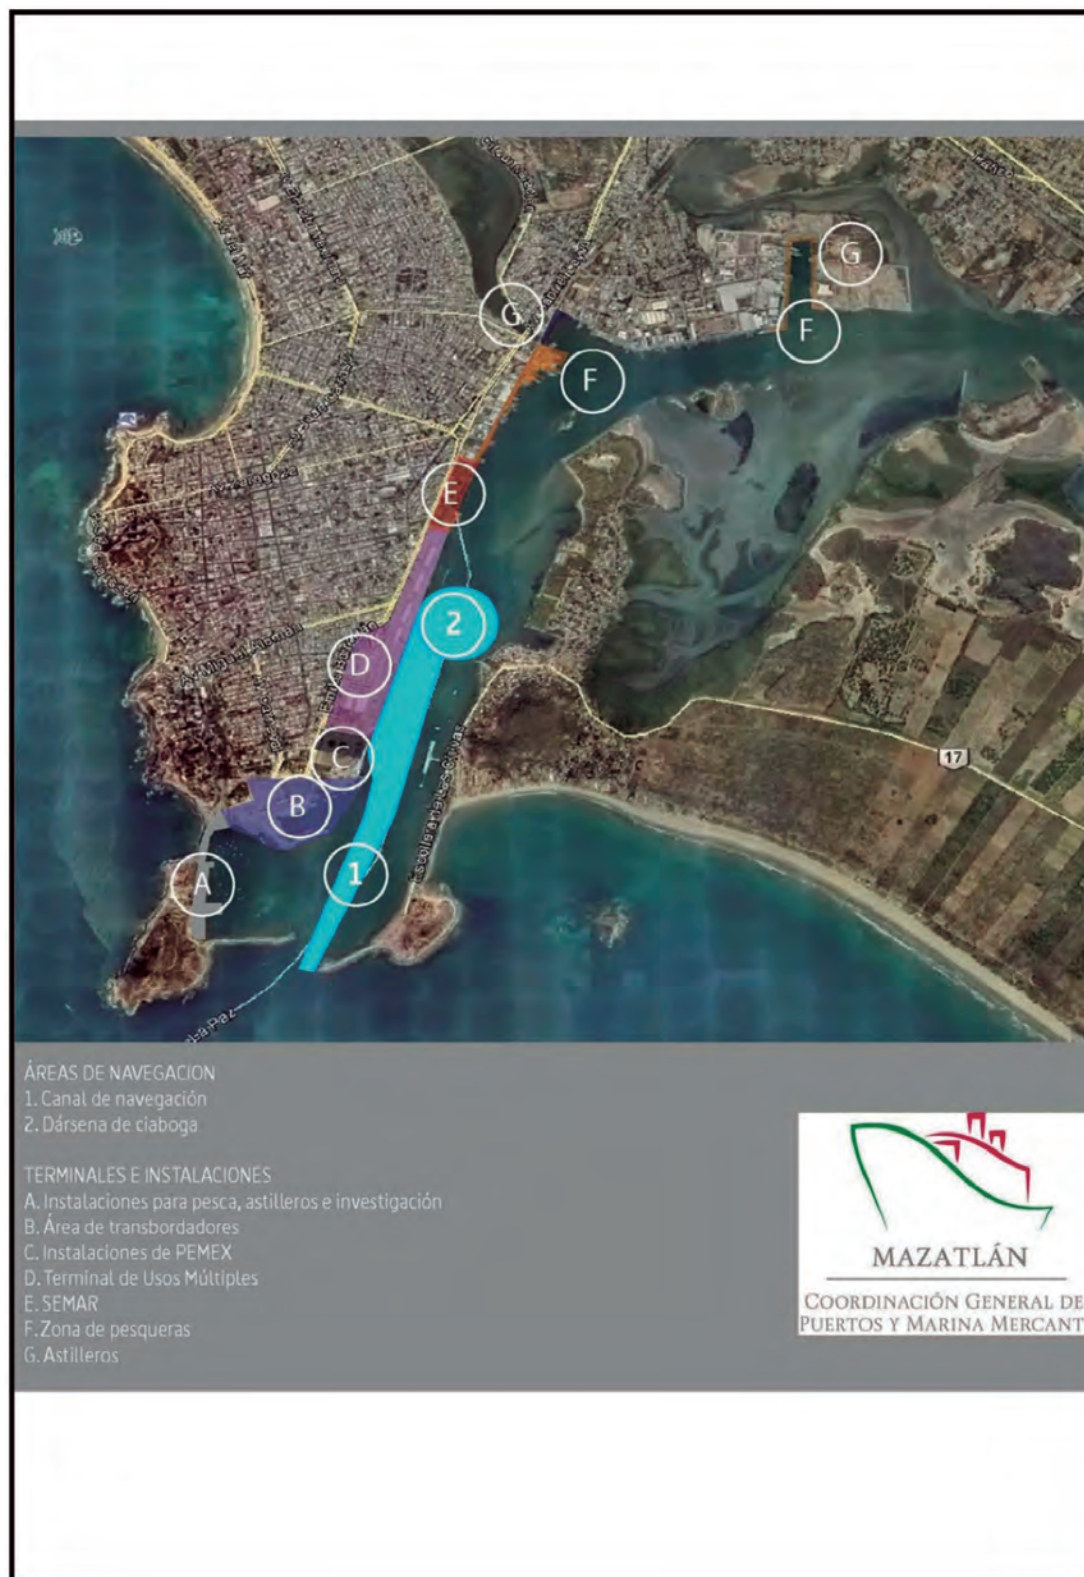 G
G
F
F
E
2
D
17
C
B
1
A
ÁREAS DE NAVEGACION
1. Canal de navegación
2. Dársena de ciaboga
TERMINALES E INSTALACIONES
A. Instalaciones para pesca, astilleros e investigación
B. Área de transbordadores
C. Instalaciones de PEMEX
D. Terminal de Usos Múltiples
E. SEMAR
F. Zona de pesqueras
G. Astilleros
MAZATLÁN
COORDINACIÓN GENERAL DE
PUERTOS Y MARINA MERCANT